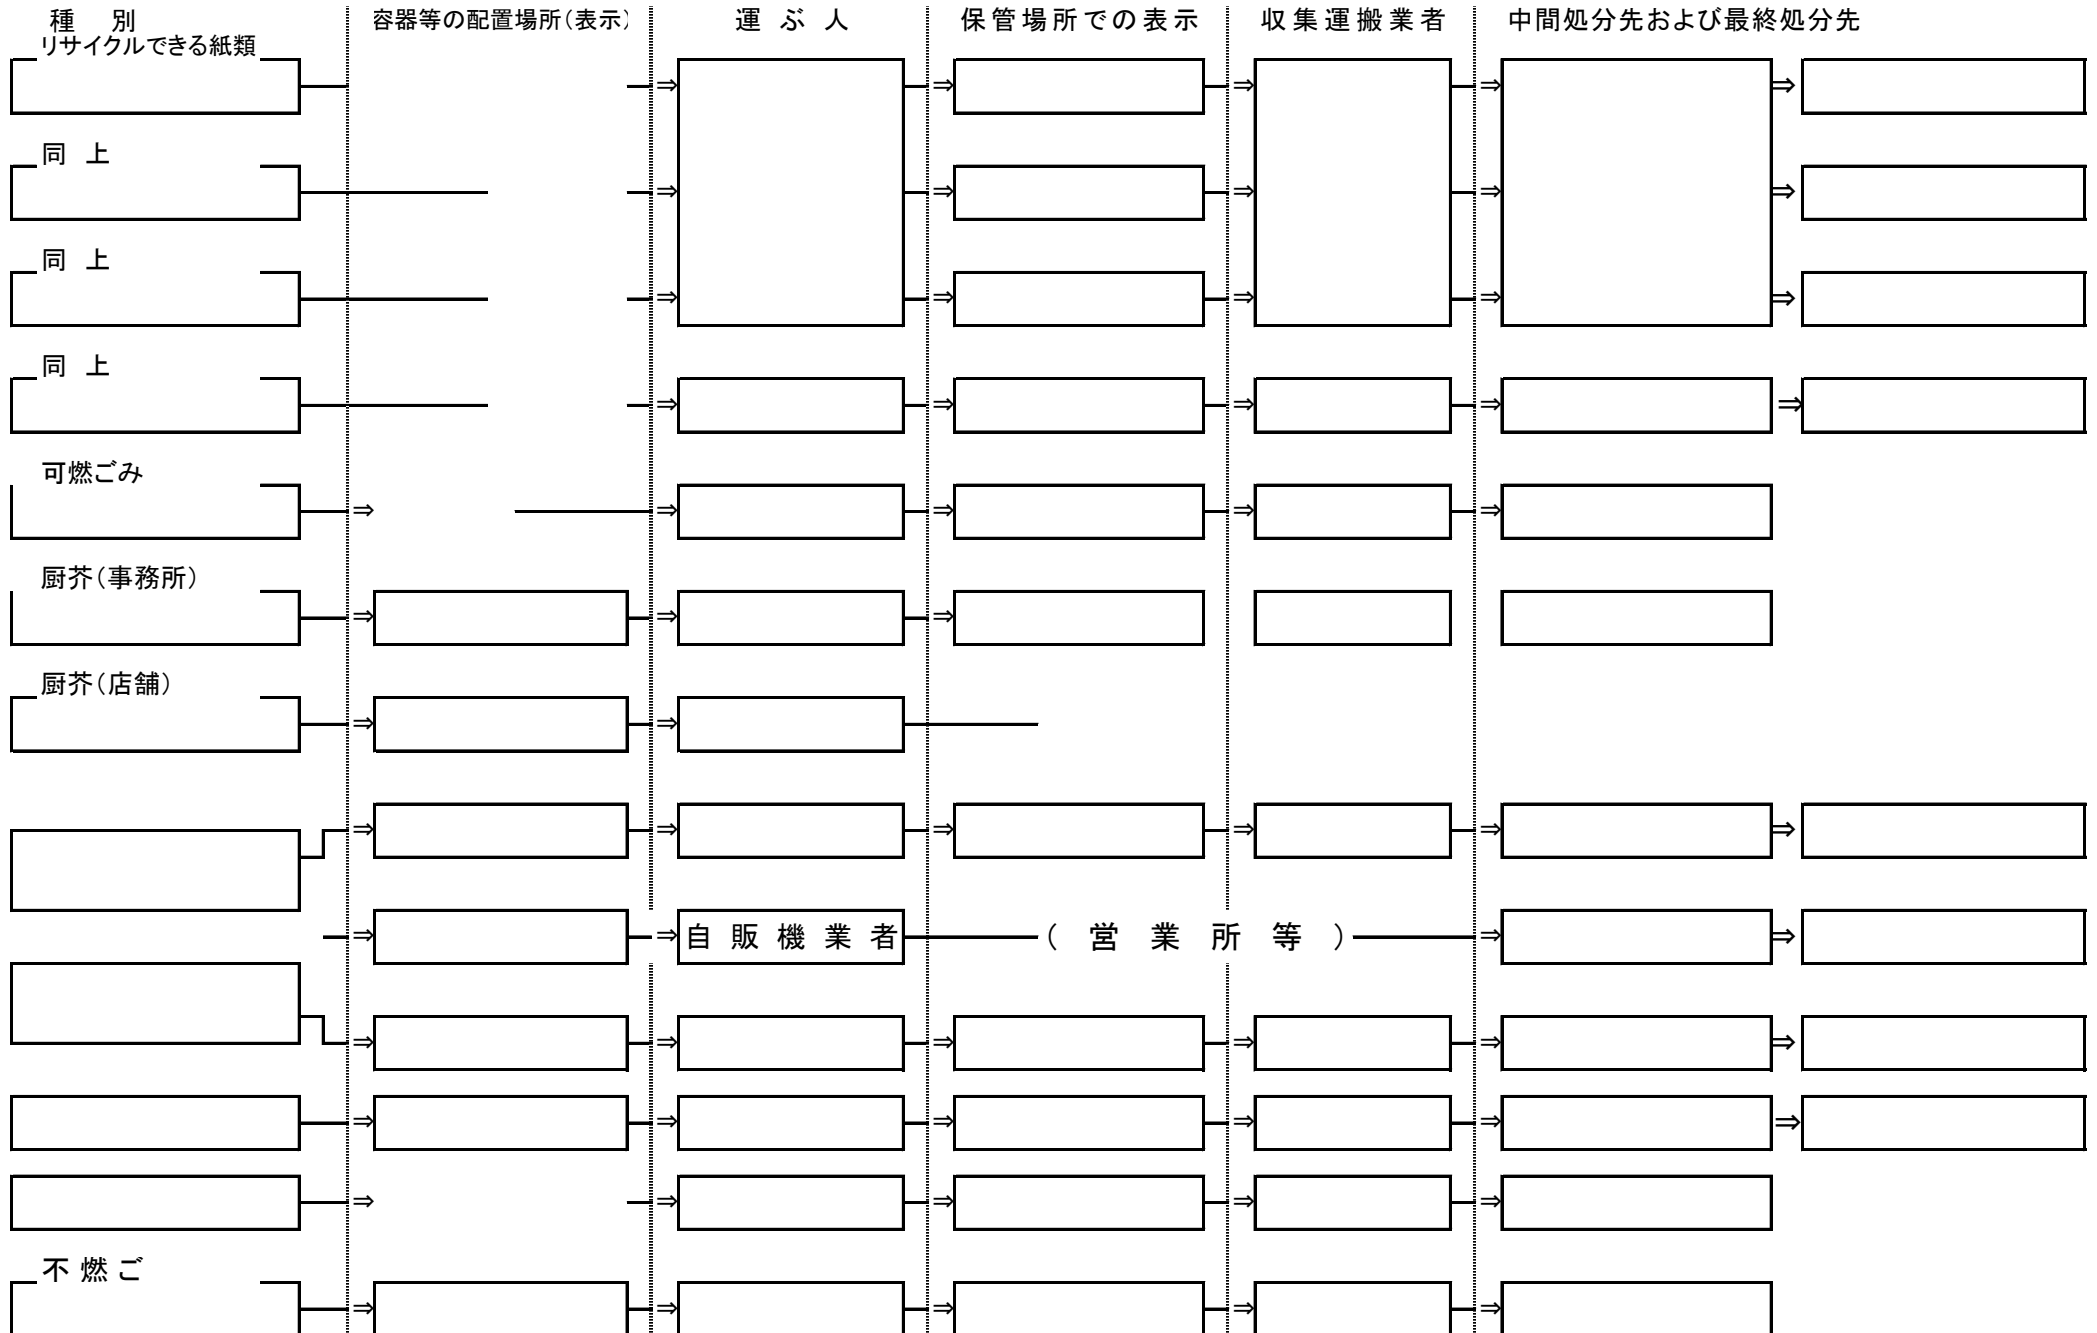 種 別 容器等の配置場所(表示) 運 ぶ 人 保管場所での表示 収集運搬業者 中間処分先および最終処分先
リサイクルできる紙類
⇒ ⇒ ⇒ ⇒ ⇒
同 上
⇒ ⇒ ⇒ ⇒ ⇒
同 上
⇒ ⇒ ⇒ ⇒ ⇒
同 上
⇒ ⇒ ⇒ ⇒ ⇒
可燃ごみ
⇒ ⇒ ⇒ ⇒ ⇒
厨芥(事務所)
⇒ ⇒ ⇒
厨芥(店舗)
⇒ ⇒
⇒ ⇒ ⇒ ⇒ ⇒ ⇒
⇒ ⇒ 自 販 機 業 者 ( 営 業 所 等 ) ⇒ ⇒
⇒ ⇒ ⇒ ⇒ ⇒ ⇒
⇒ ⇒ ⇒ ⇒ ⇒ ⇒
⇒ ⇒ ⇒ ⇒ ⇒
不 燃 ご
⇒ ⇒ ⇒ ⇒ ⇒